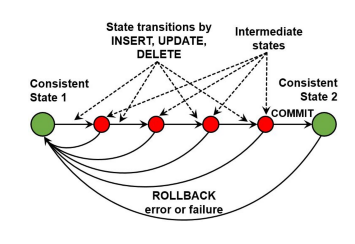 State transitions by
INSERT, UPDATE,
DELETE
Intermediate
states
Consistent
State 1
Consistent
State 2
COMMIT
ROLLBACK
error or failure